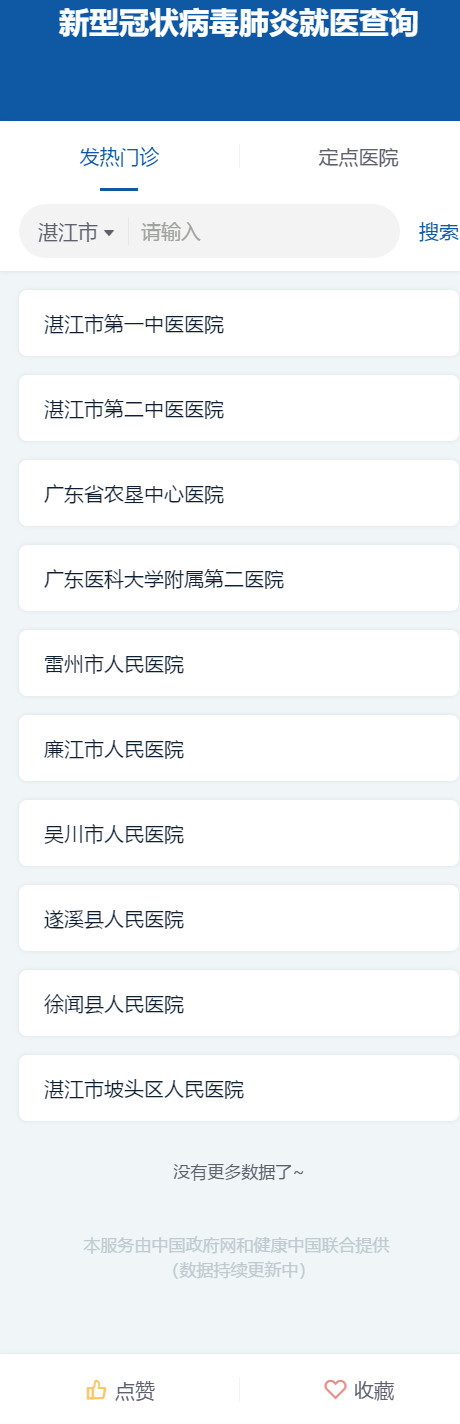 新型冠状病毒肺炎就医查询
发热门诊 定点医院
湛江市 请输入 搜索
湛江市第一中医医院
湛江市第二中医医院
广东省农垦中心医院
广东医科大学附属第二医院
雷州市人民医院
廉江市人民医院
吴川市人民医院
遂溪县人民医院
徐闻县人民医院
湛江市坡头区人民医院
没有更多数据了~
本服务由中国政府网和健康中国联合提供
（数据持续更新中）
点赞 收藏